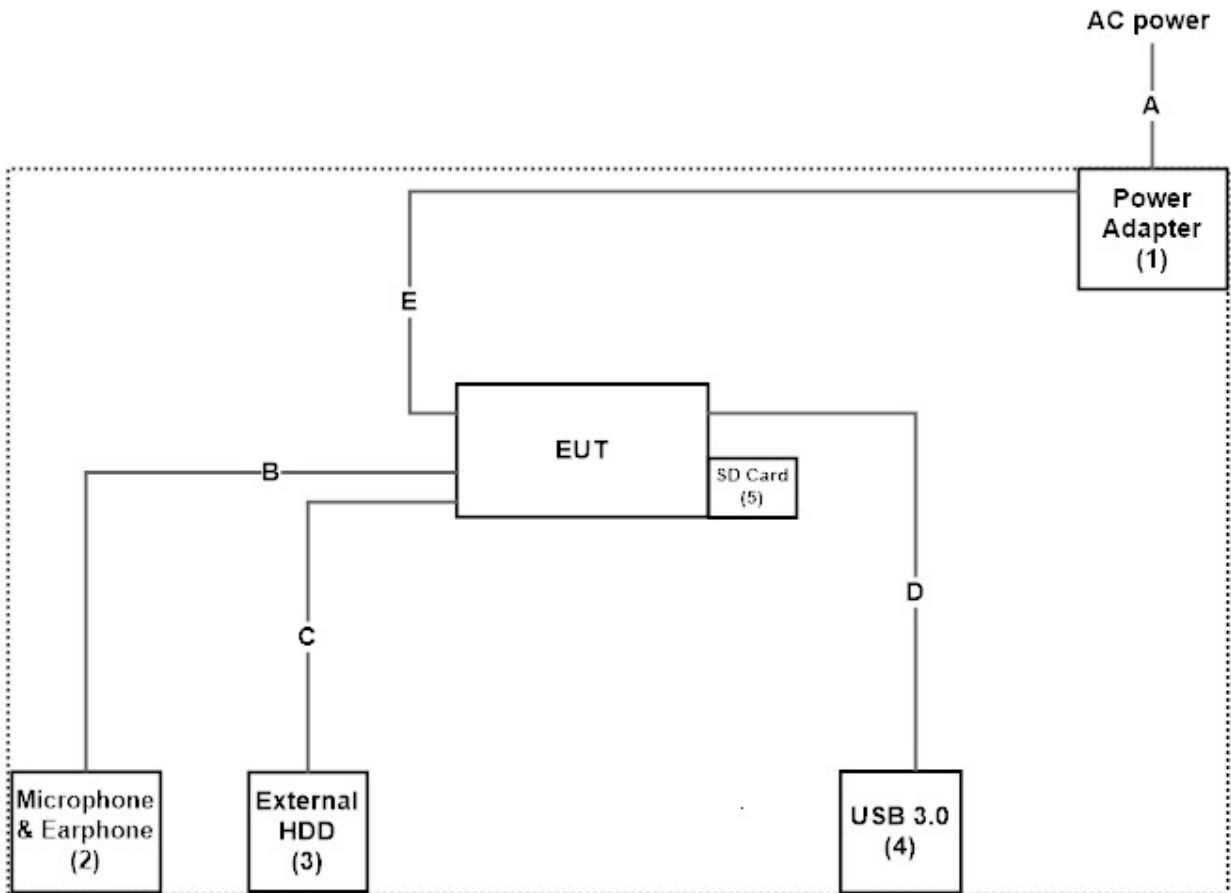 AC power
A
Power
Adapter
(1)
E
EUT
SD Card
(5)
B
D
C
Microphone
& Earphone
(2)
External
HDD
(3)
USB 3.0
(4)